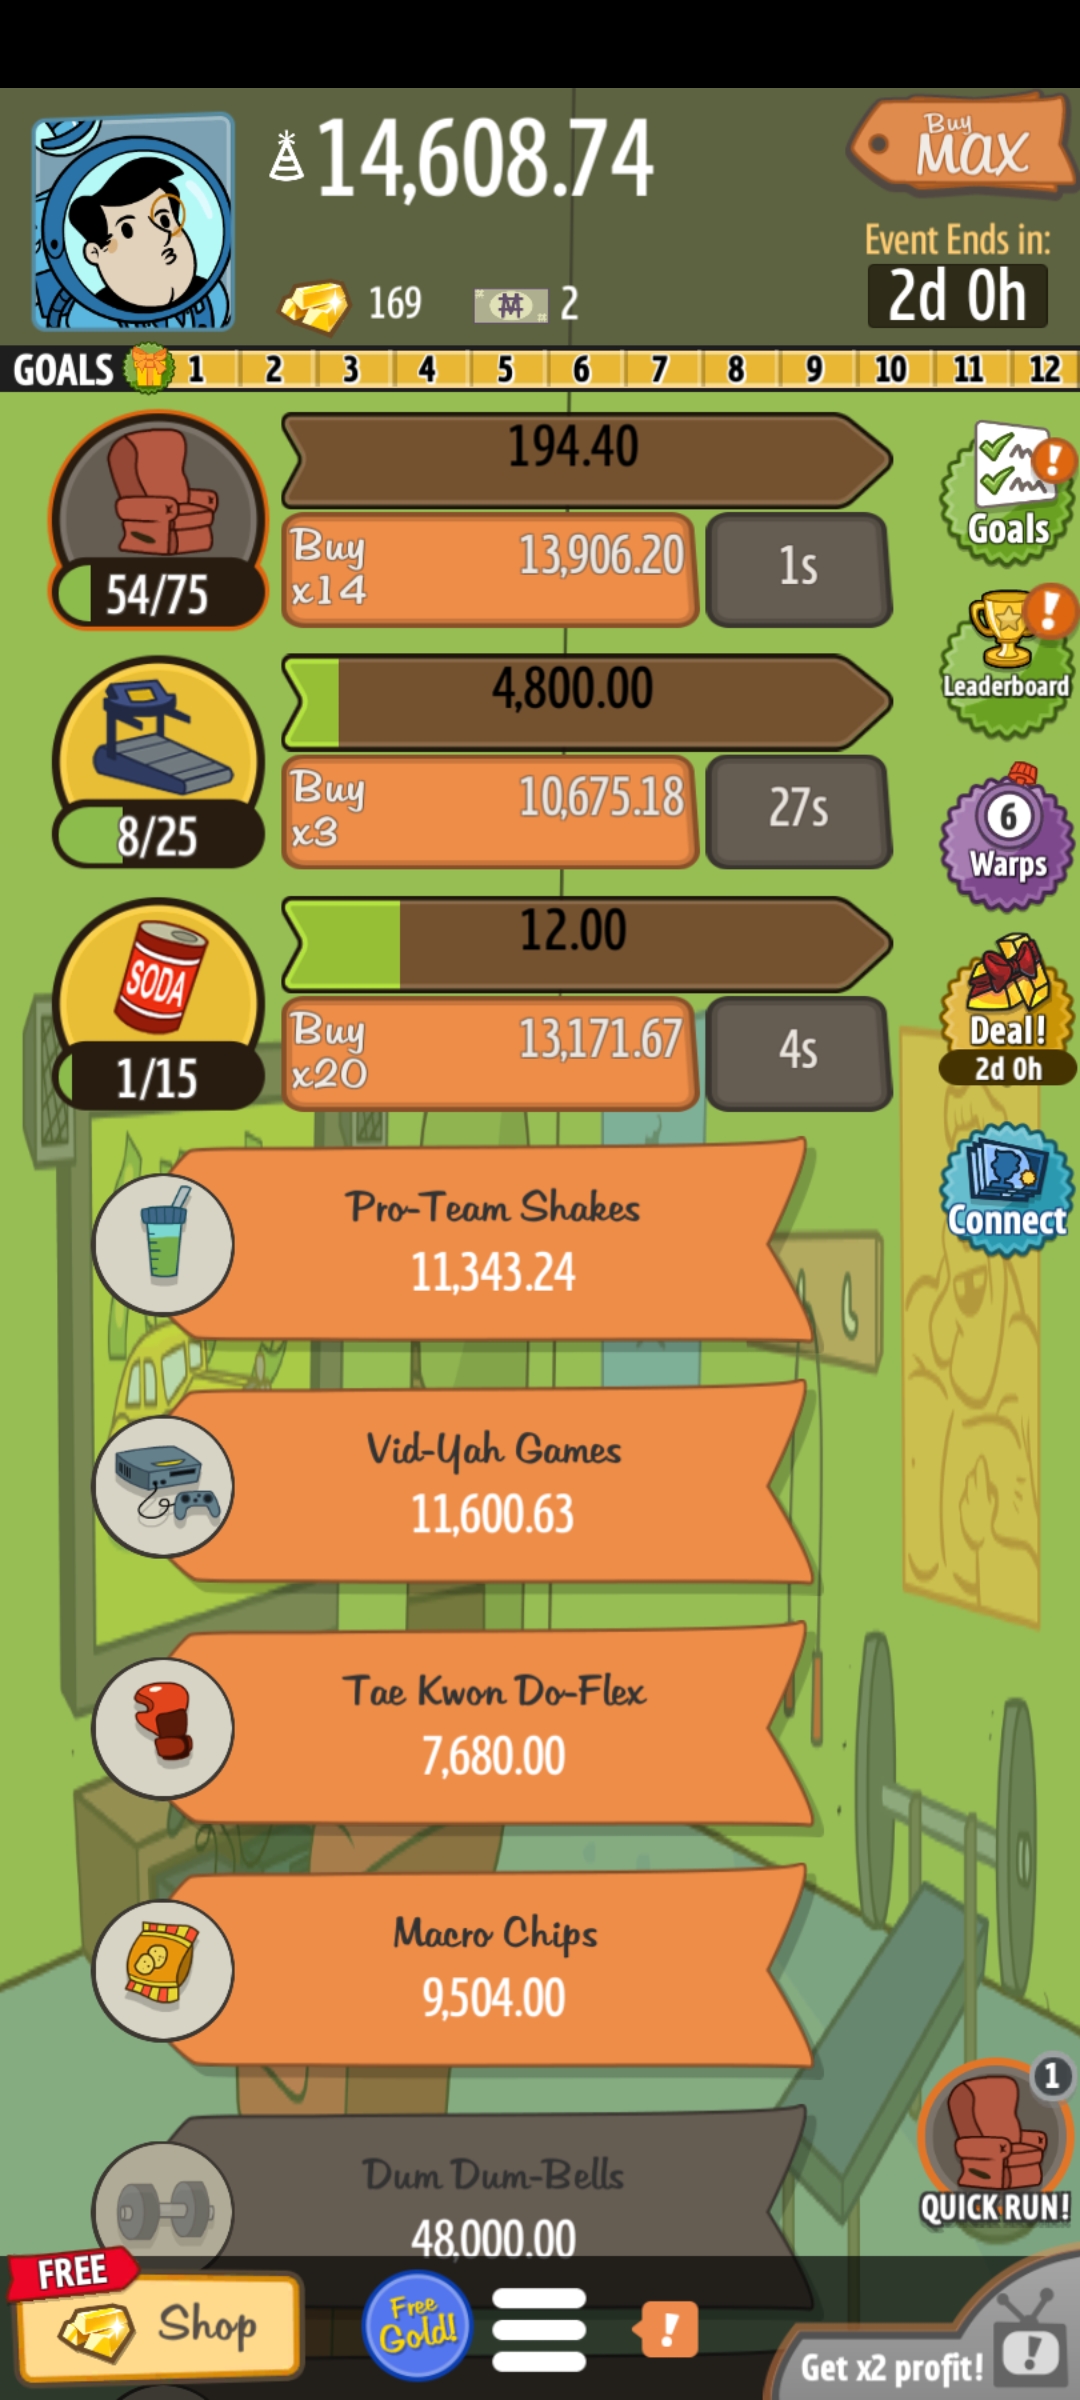 14,608.74
Buy
MAX
Event Ends in:
2d 0h
169
2
GOALS 1 2 3 4 5 6 7 8 9 10 11 12
194.40
Buy
x14
13,906.20
1s
54/75
Goals
4,800.00
Buy
x3
10,675.18
27s
8/25
Leaderboard
6
Warps
SODA
12.00
Buy
x20
13,171.67
4s
1/15
Deal!
2d 0h
Connect
Pro-Team Shakes
11,343.24
Vid-Yah Games
11,600.63
Tae Kwon Do-Flex
7,680.00
Macro Chips
9,504.00
Dum Dum-Bells
48,000.00
1
QUICK RUN!
FREE
Shop
Free
Gold!
!
Get x2 profit!